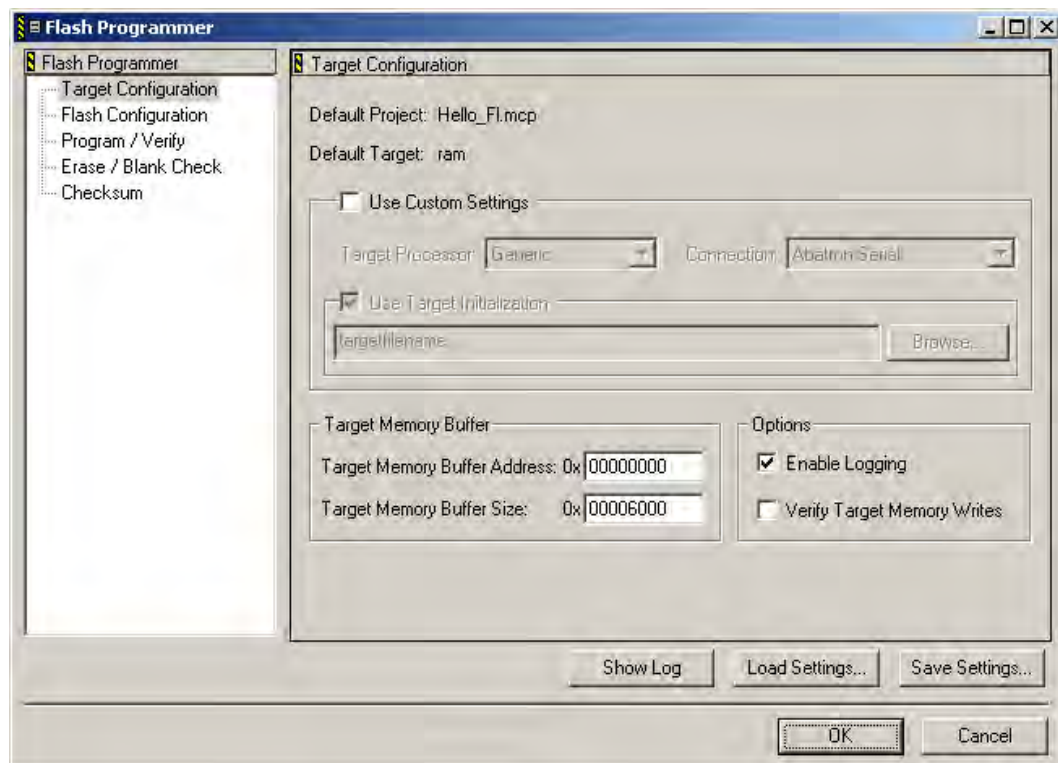 Flash Programmer
Flash Programmer
Target Configuration
Flash Configuration
Program / Verify
Erase / Blank Check
Checksum
Target Configuration
Default Project: Hello_Fl.mcp
Default Target: ram
Use Custom Settings
Target Processor Generic Connection Abatron Serial
Use Target Initialization
targetfilename Browse...
Target Memory Buffer
Target Memory Buffer Address: 0x 00000000
Target Memory Buffer Size: 0x 00006000
Options
Enable Logging
Verify Target Memory Writes
Show Log Load Settings... Save Settings...
OK Cancel